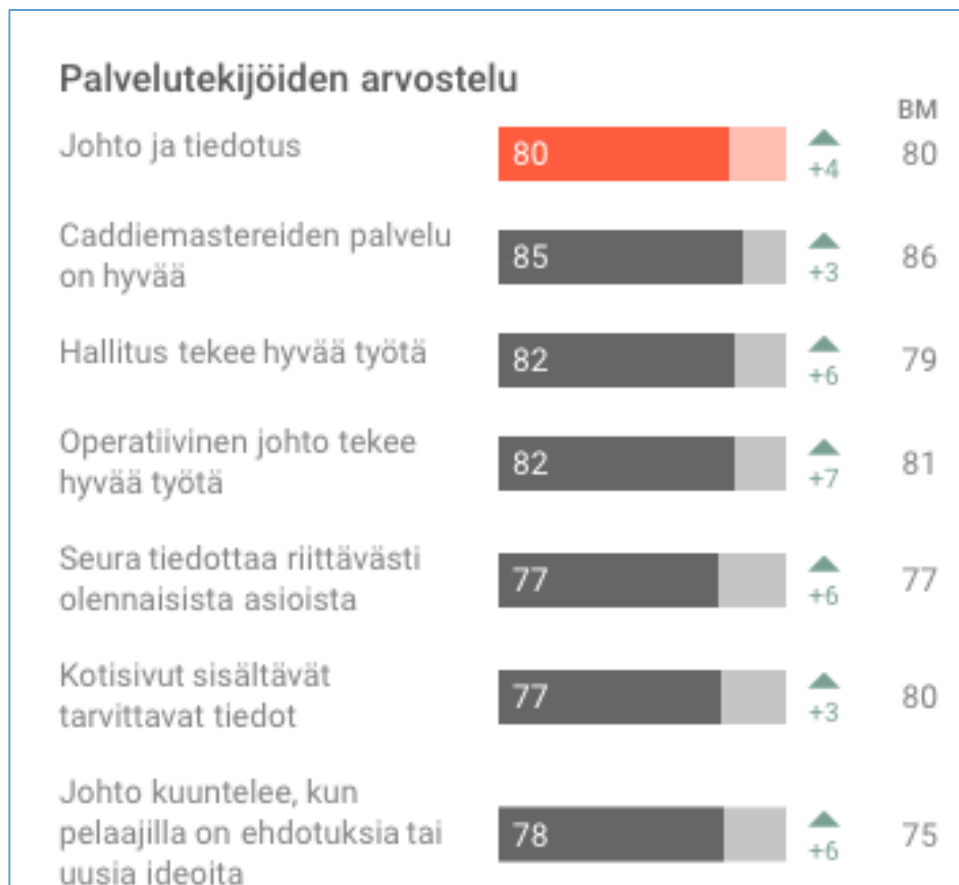 Palvelutekijöiden arvostelu
BM
Johto ja tiedotus
80
+4
80
Caddiemastereiden palvelu
on hyvää
85
+3
86
Hallitus tekee hyvää työtä
82
+6
79
Operatiivinen johto tekee
hyvää työtä
82
+7
81
Seura tiedottaa riittävästi
olennaisista asioista
77
+6
77
Kotisivut sisältävät
tarvittavat tiedot
77
+3
80
Johto kuuntelee, kun
pelaajilla on ehdotuksia tai
uusia ideoita
78
+6
75